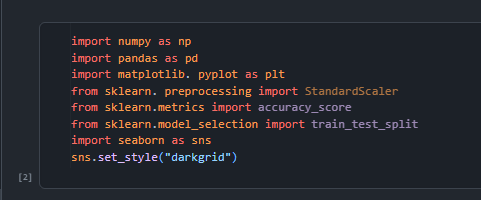 import numpy as np
import pandas as pd
import matplotlib. pyplot as plt
from sklearn. preprocessing import StandardScaler
from sklearn.metrics import accuracy_score
from sklearn.model_selection import train_test_split
import seaborn as sns
sns.set_style("darkgrid")
[2]